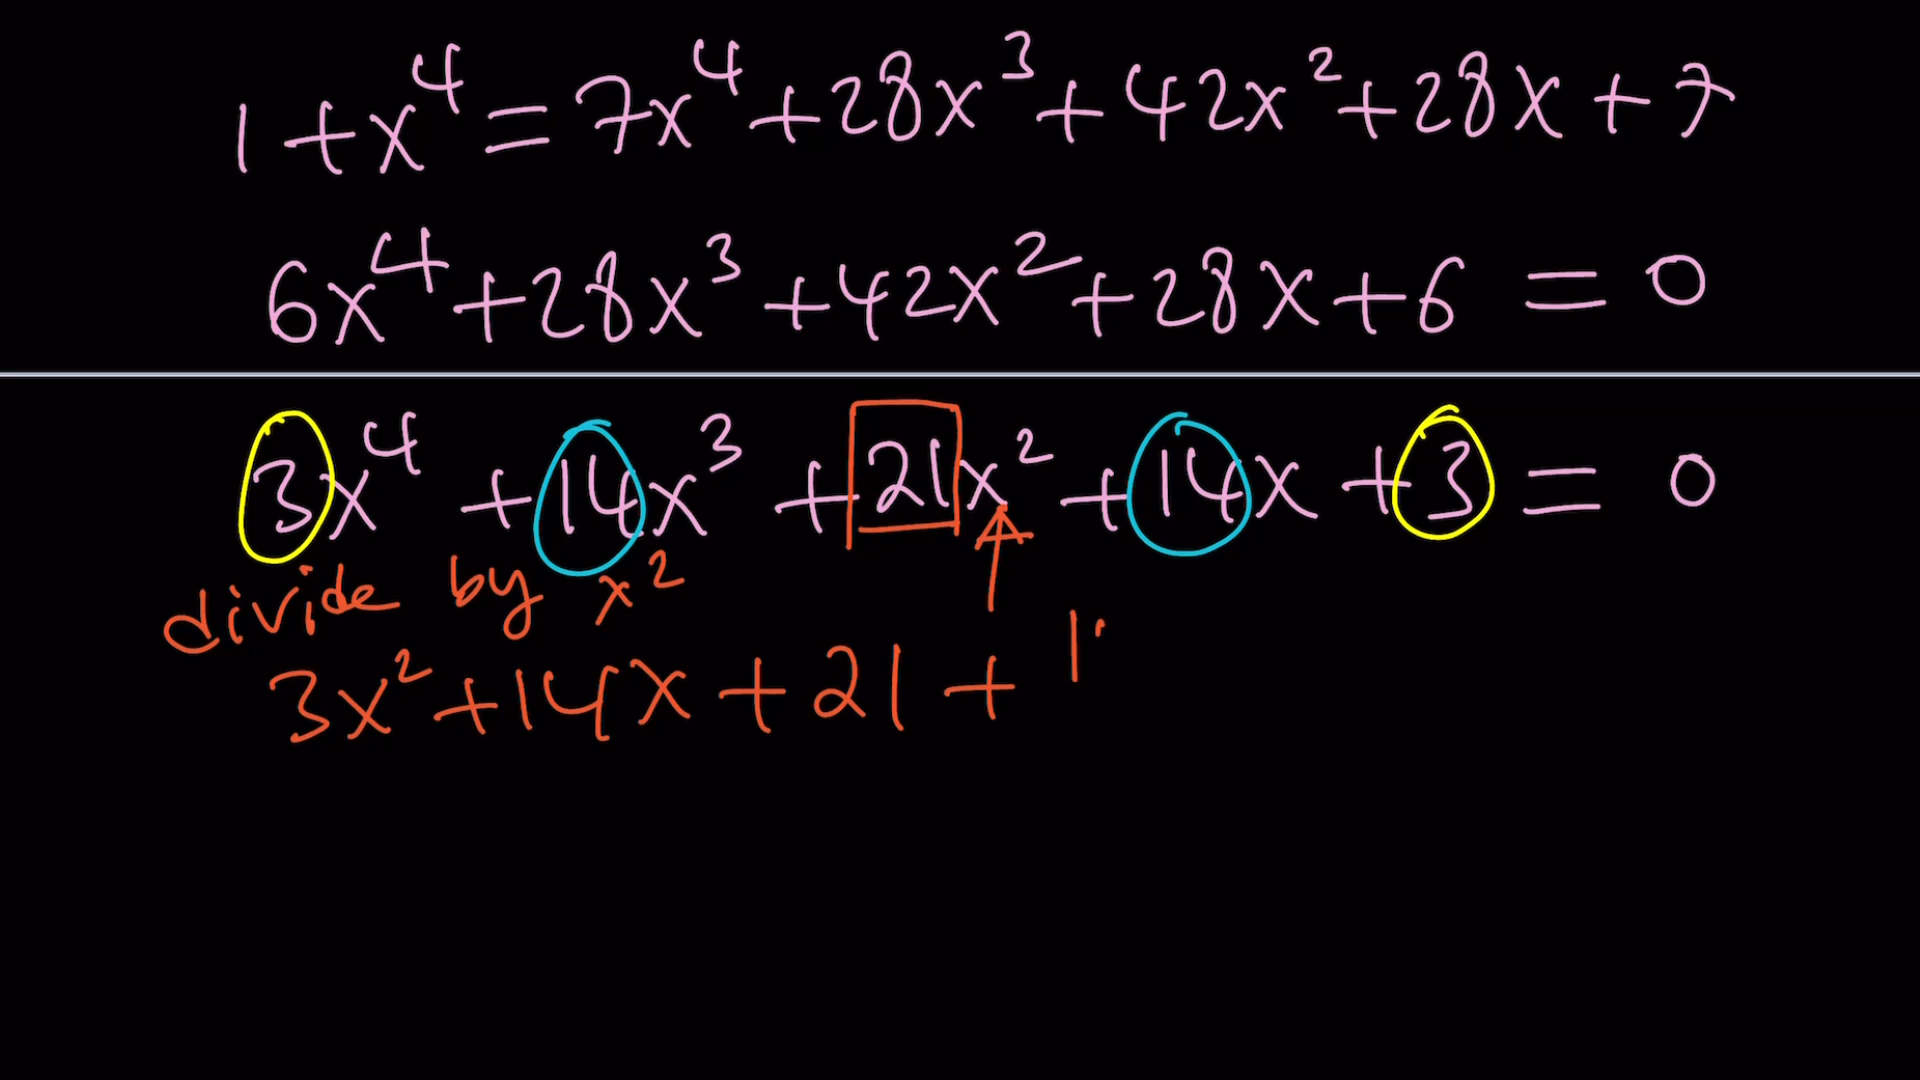 1+x⁴=7x⁴+28x³+42x²+28x+7
6x⁴+28x³+42x²+28x+6=0
3x⁴+14x³+21x²+14x+3=0
divide by x²
3x²+14x+21+1